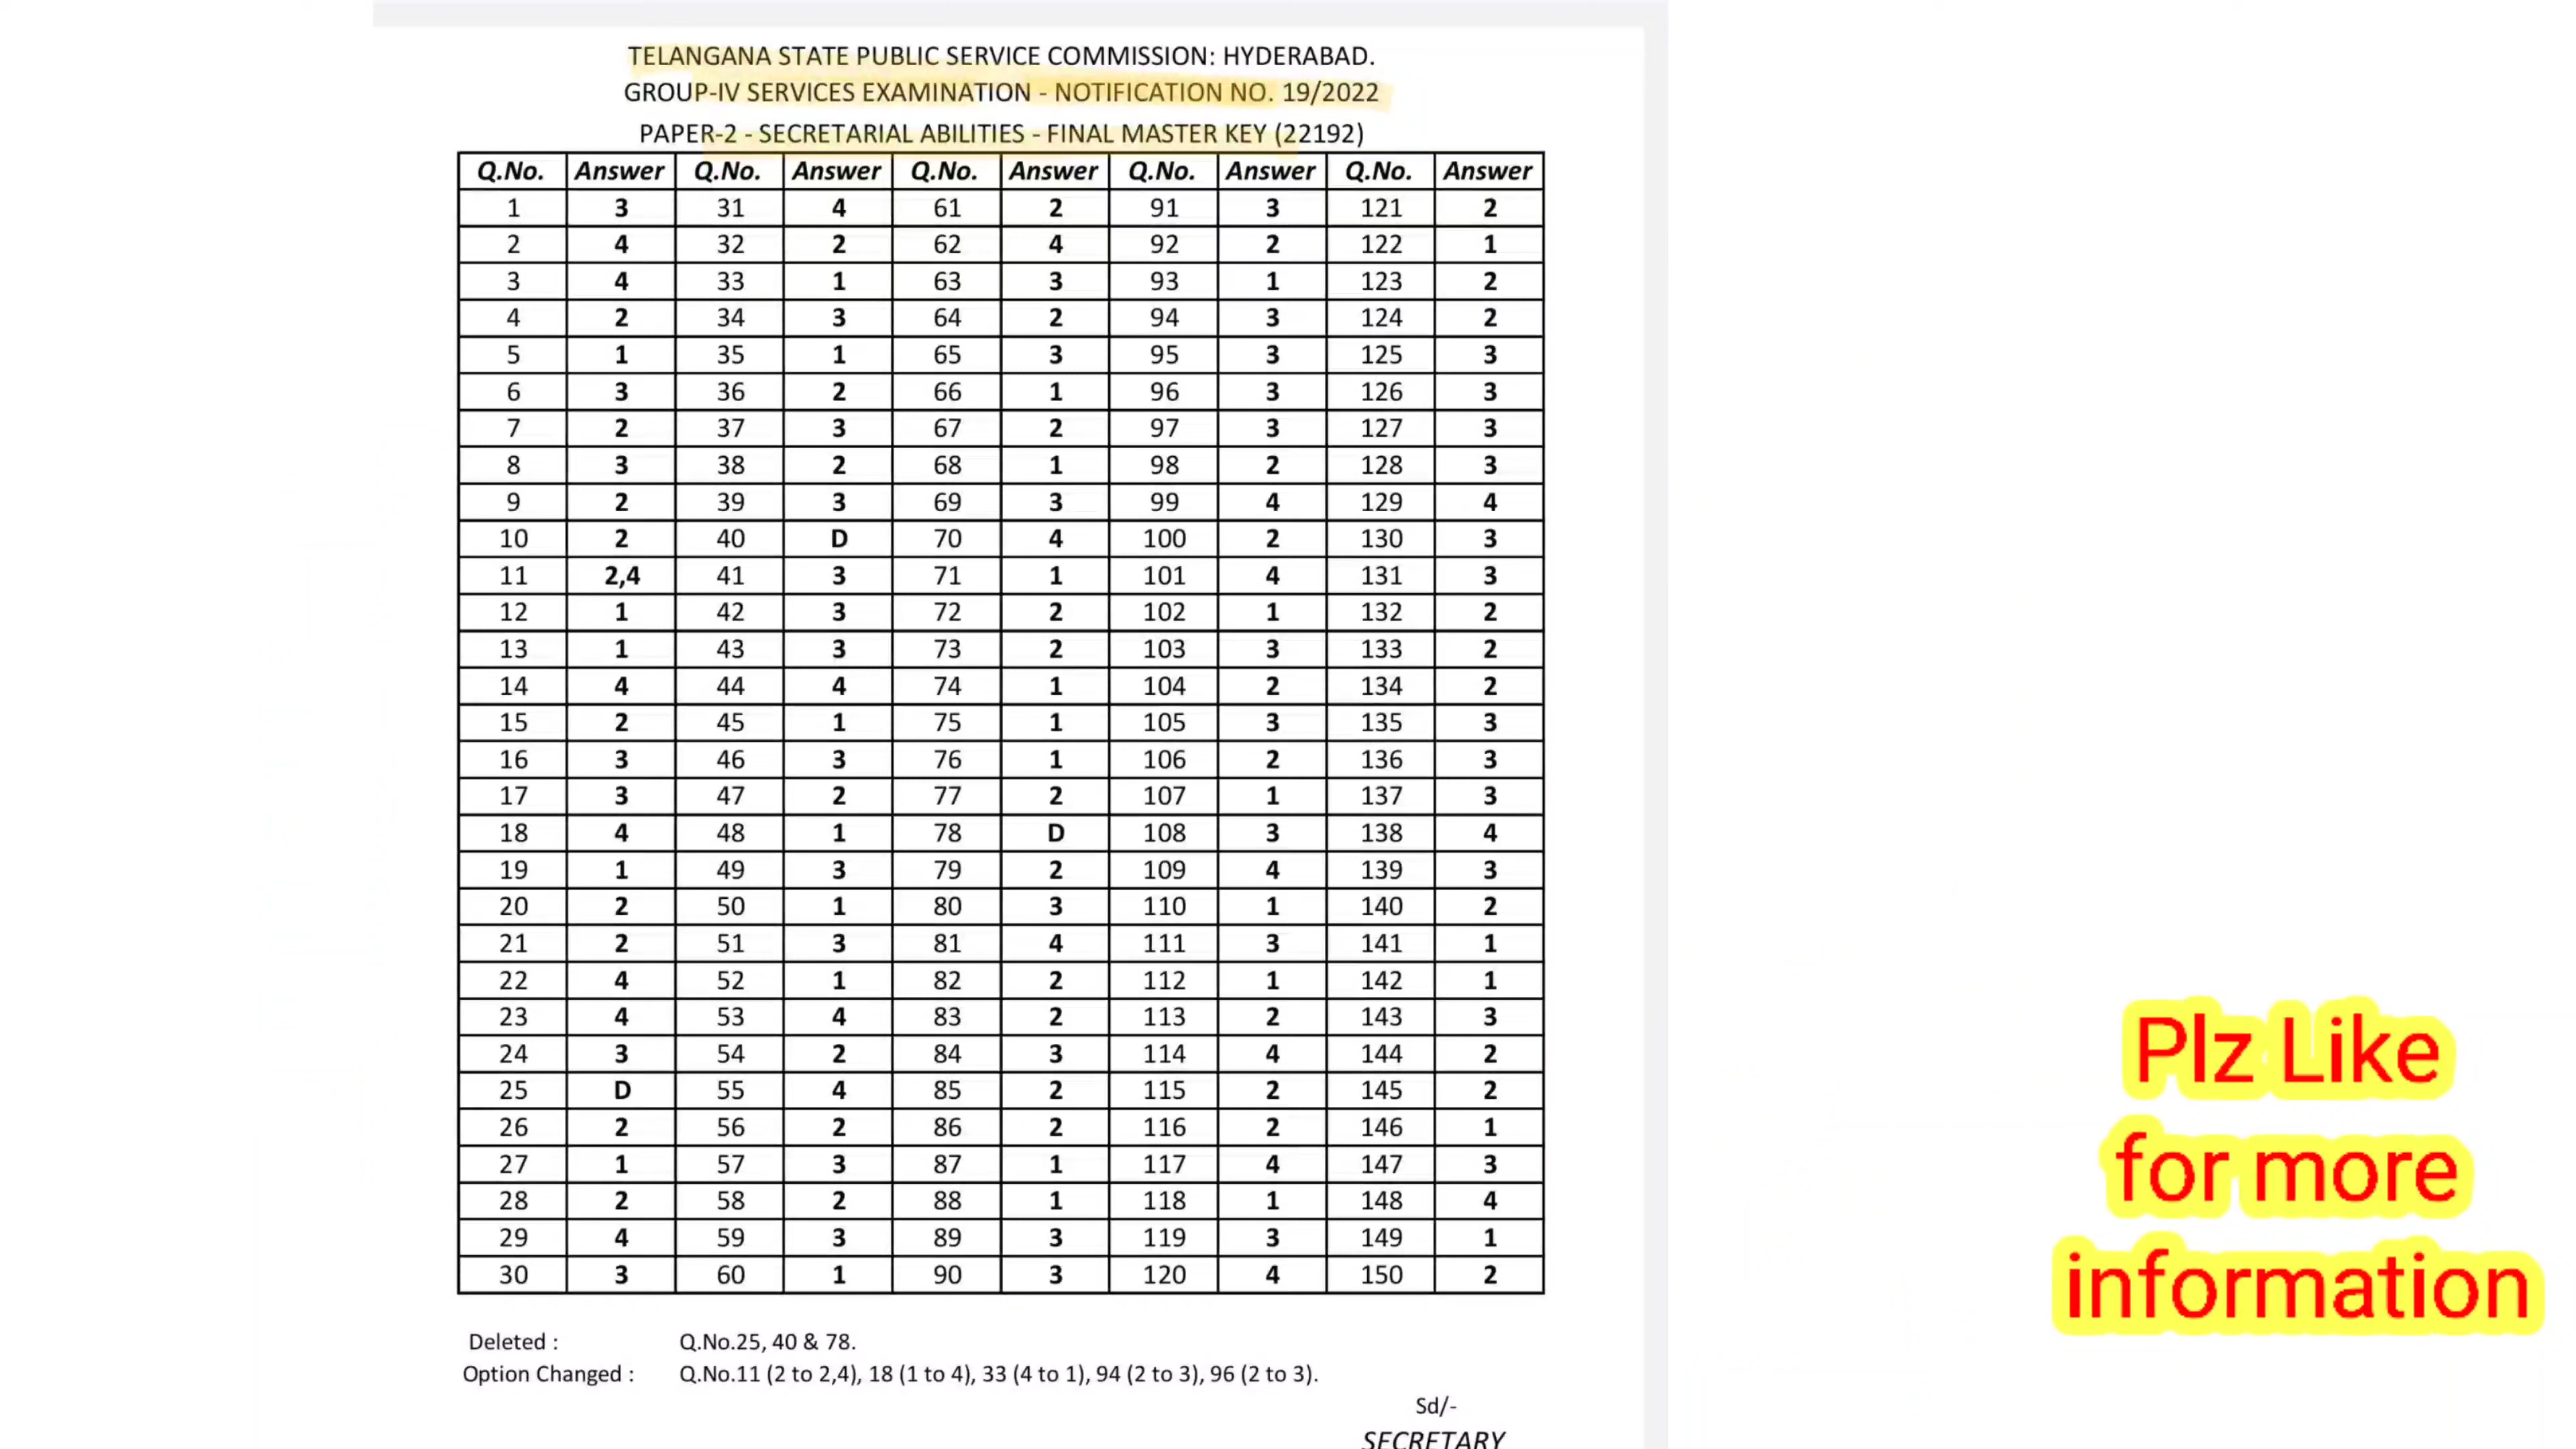 TELANGANA STATE PUBLIC SERVICE COMMISSION: HYDERABAD.
GROUP-IV SERVICES EXAMINATION - NOTIFICATION NO. 19/2022
PAPER-2 - SECRETARIAL ABILITIES - FINAL MASTER KEY (22192)
Q.No. Answer Q.No. Answer Q.No. Answer Q.No. Answer Q.No. Answer
1 3 31 4 61 2 91 3 121 2
2 4 32 2 62 4 92 2 122 1
3 4 33 1 63 3 93 1 123 2
4 2 34 3 64 2 94 3 124 2
5 1 35 1 65 3 95 3 125 3
6 3 36 2 66 1 96 3 126 3
7 2 37 3 67 2 97 3 127 3
8 3 38 2 68 1 98 2 128 3
9 2 39 3 69 3 99 4 129 4
10 2 40 D 70 4 100 2 130 3
11 2,4 41 3 71 1 101 4 131 3
12 1 42 3 72 2 102 1 132 2
13 1 43 3 73 2 103 3 133 2
14 4 44 4 74 1 104 2 134 2
15 2 45 1 75 1 105 3 135 3
16 3 46 3 76 1 106 2 136 3
17 3 47 2 77 2 107 1 137 3
18 4 48 1 78 D 108 3 138 4
19 1 49 3 79 2 109 4 139 3
20 2 50 1 80 3 110 1 140 2
21 2 51 3 81 4 111 3 141 1
22 4 52 1 82 2 112 1 142 1
23 4 53 4 83 2 113 2 143 3
24 3 54 2 84 3 114 4 144 2
25 D 55 4 85 2 115 2 145 2
26 2 56 2 86 2 116 2 146 1
27 1 57 3 87 1 117 4 147 3
28 2 58 2 88 1 118 1 148 4
29 4 59 3 89 3 119 3 149 1
30 3 60 1 90 3 120 4 150 2
Deleted : Q.No.25, 40 & 78.
Option Changed : Q.No.11 (2 to 2,4), 18 (1 to 4), 33 (4 to 1), 94 (2 to 3), 96 (2 to 3).
Sd/-
SECRETARY
Plz Like
for more
information